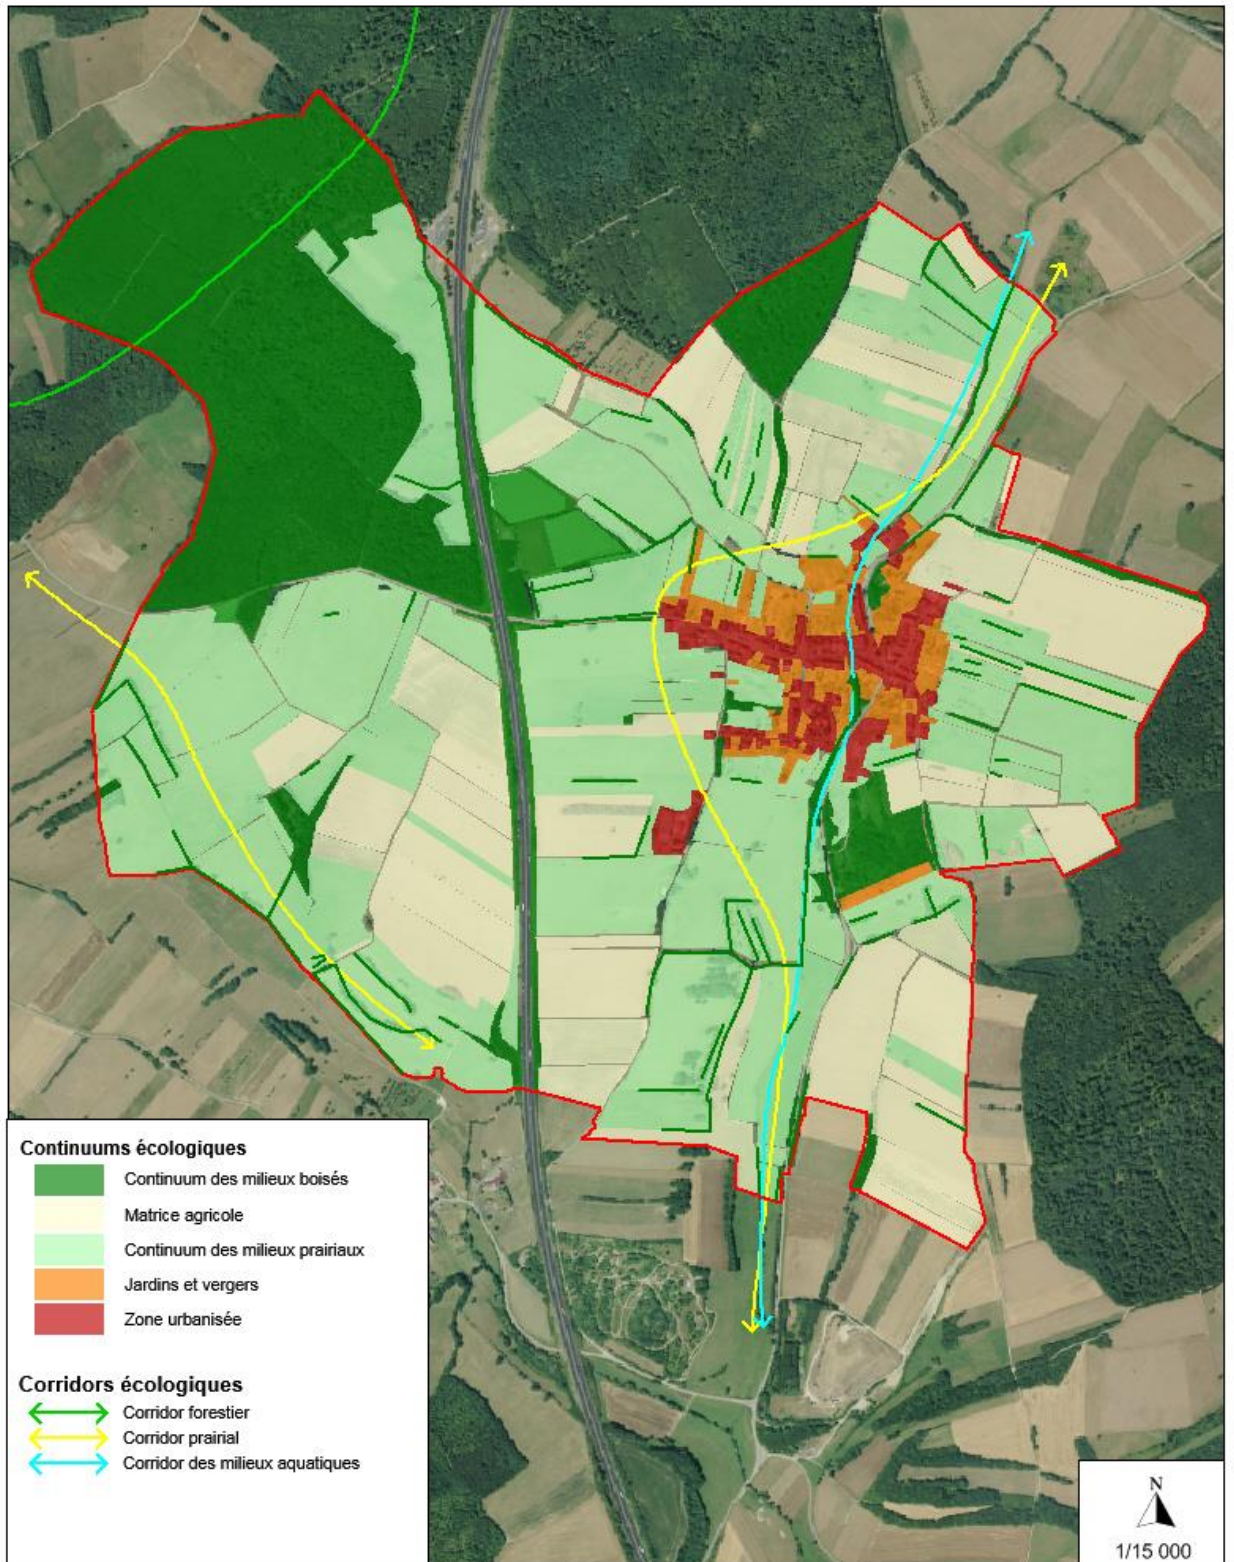 Continuums écologiques
Continuum des milieux boisés
Matrice agricole
Continuum des milieux prairiaux
Jardins et vergers
Zone urbanisée
Corridors écologiques
Corridor forestier
Corridor prairial
Corridor des milieux aquatiques
N
1/15 000